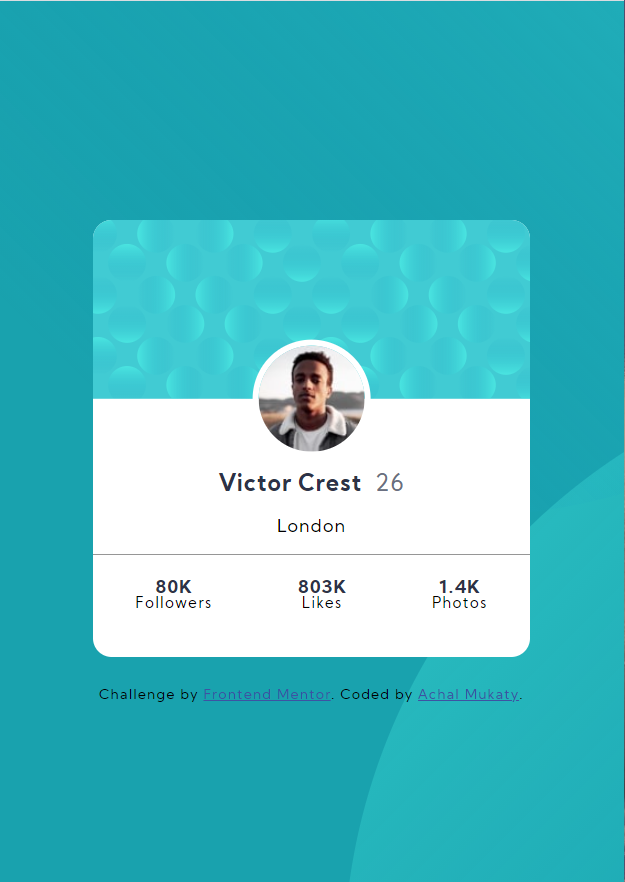 Victor Crest 26
London
80K 803K 1.4K
Followers Likes Photos
Challenge by Frontend Mentor. Coded by Achal Mukaty.